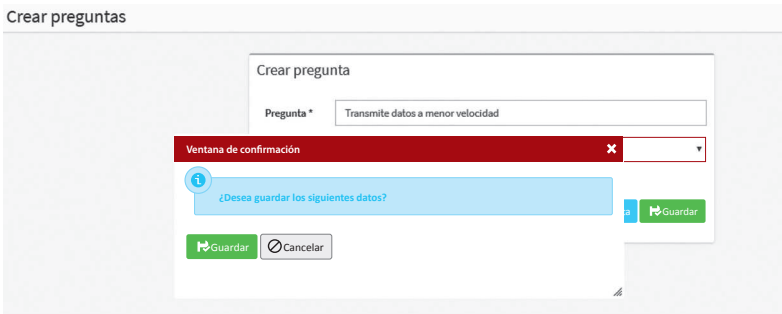 Crear preguntas
Crear pregunta
Pregunta *
Transmite datos a menor velocidad
Ventana de confirmación
¿Desea guardar los siguientes datos?
Guardar
Guardar
Cancelar